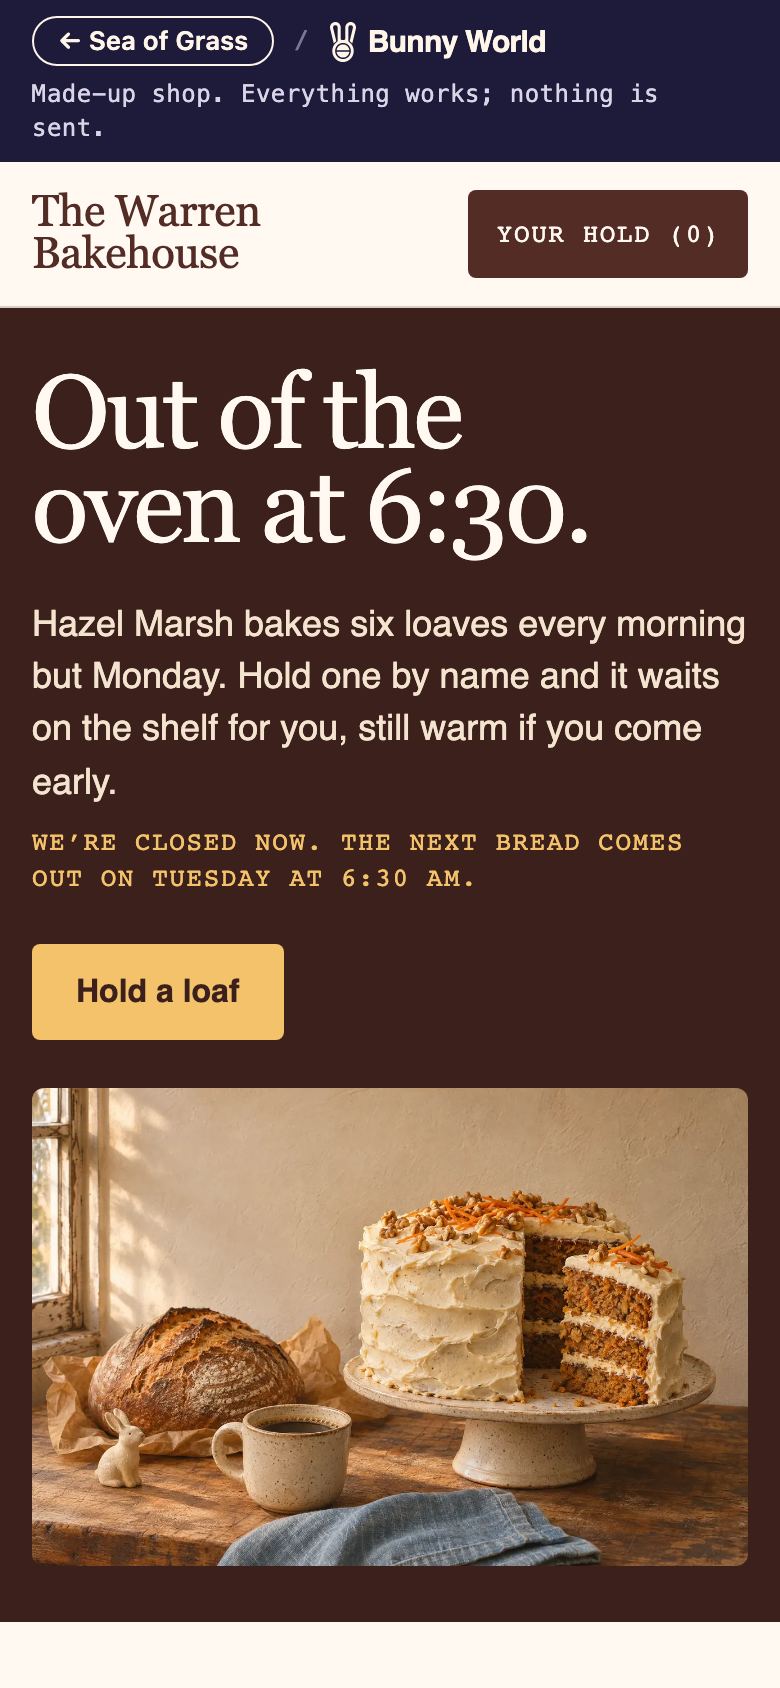 ← Sea of Grass / Bunny World
Made-up shop. Everything works; nothing is
sent.
The Warren
Bakehouse
YOUR HOLD (0)
Out of the
oven at 6:30.
Hazel Marsh bakes six loaves every morning
but Monday. Hold one by name and it waits
on the shelf for you, still warm if you come
early.
WE’RE CLOSED NOW. THE NEXT BREAD COMES
OUT ON TUESDAY AT 6:30 AM.
Hold a loaf